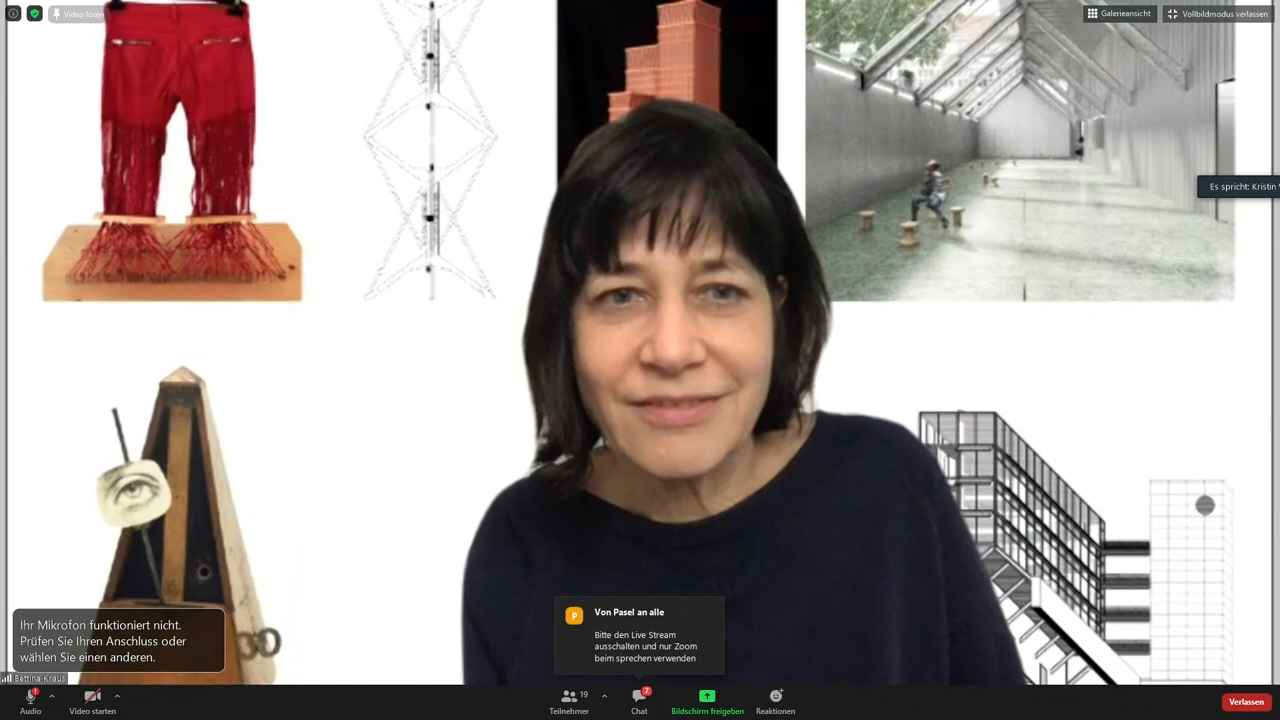 Video lösen
Galerieansicht
Vollbildmodus verlassen
Es spricht: Kristin
Ihr Mikrofon funktioniert nicht.
Prüfen Sie Ihren Anschluss oder
wählen Sie einen anderen.
Von Pasel an alle
P
Bitte den Live Stream
ausschalten und nur Zoom
beim sprechen verwenden
Bettina Kraus
Audio
Video starten
Teilnehmer
19
Chat
7
Bildschirm freigeben
Reaktionen
Verlassen